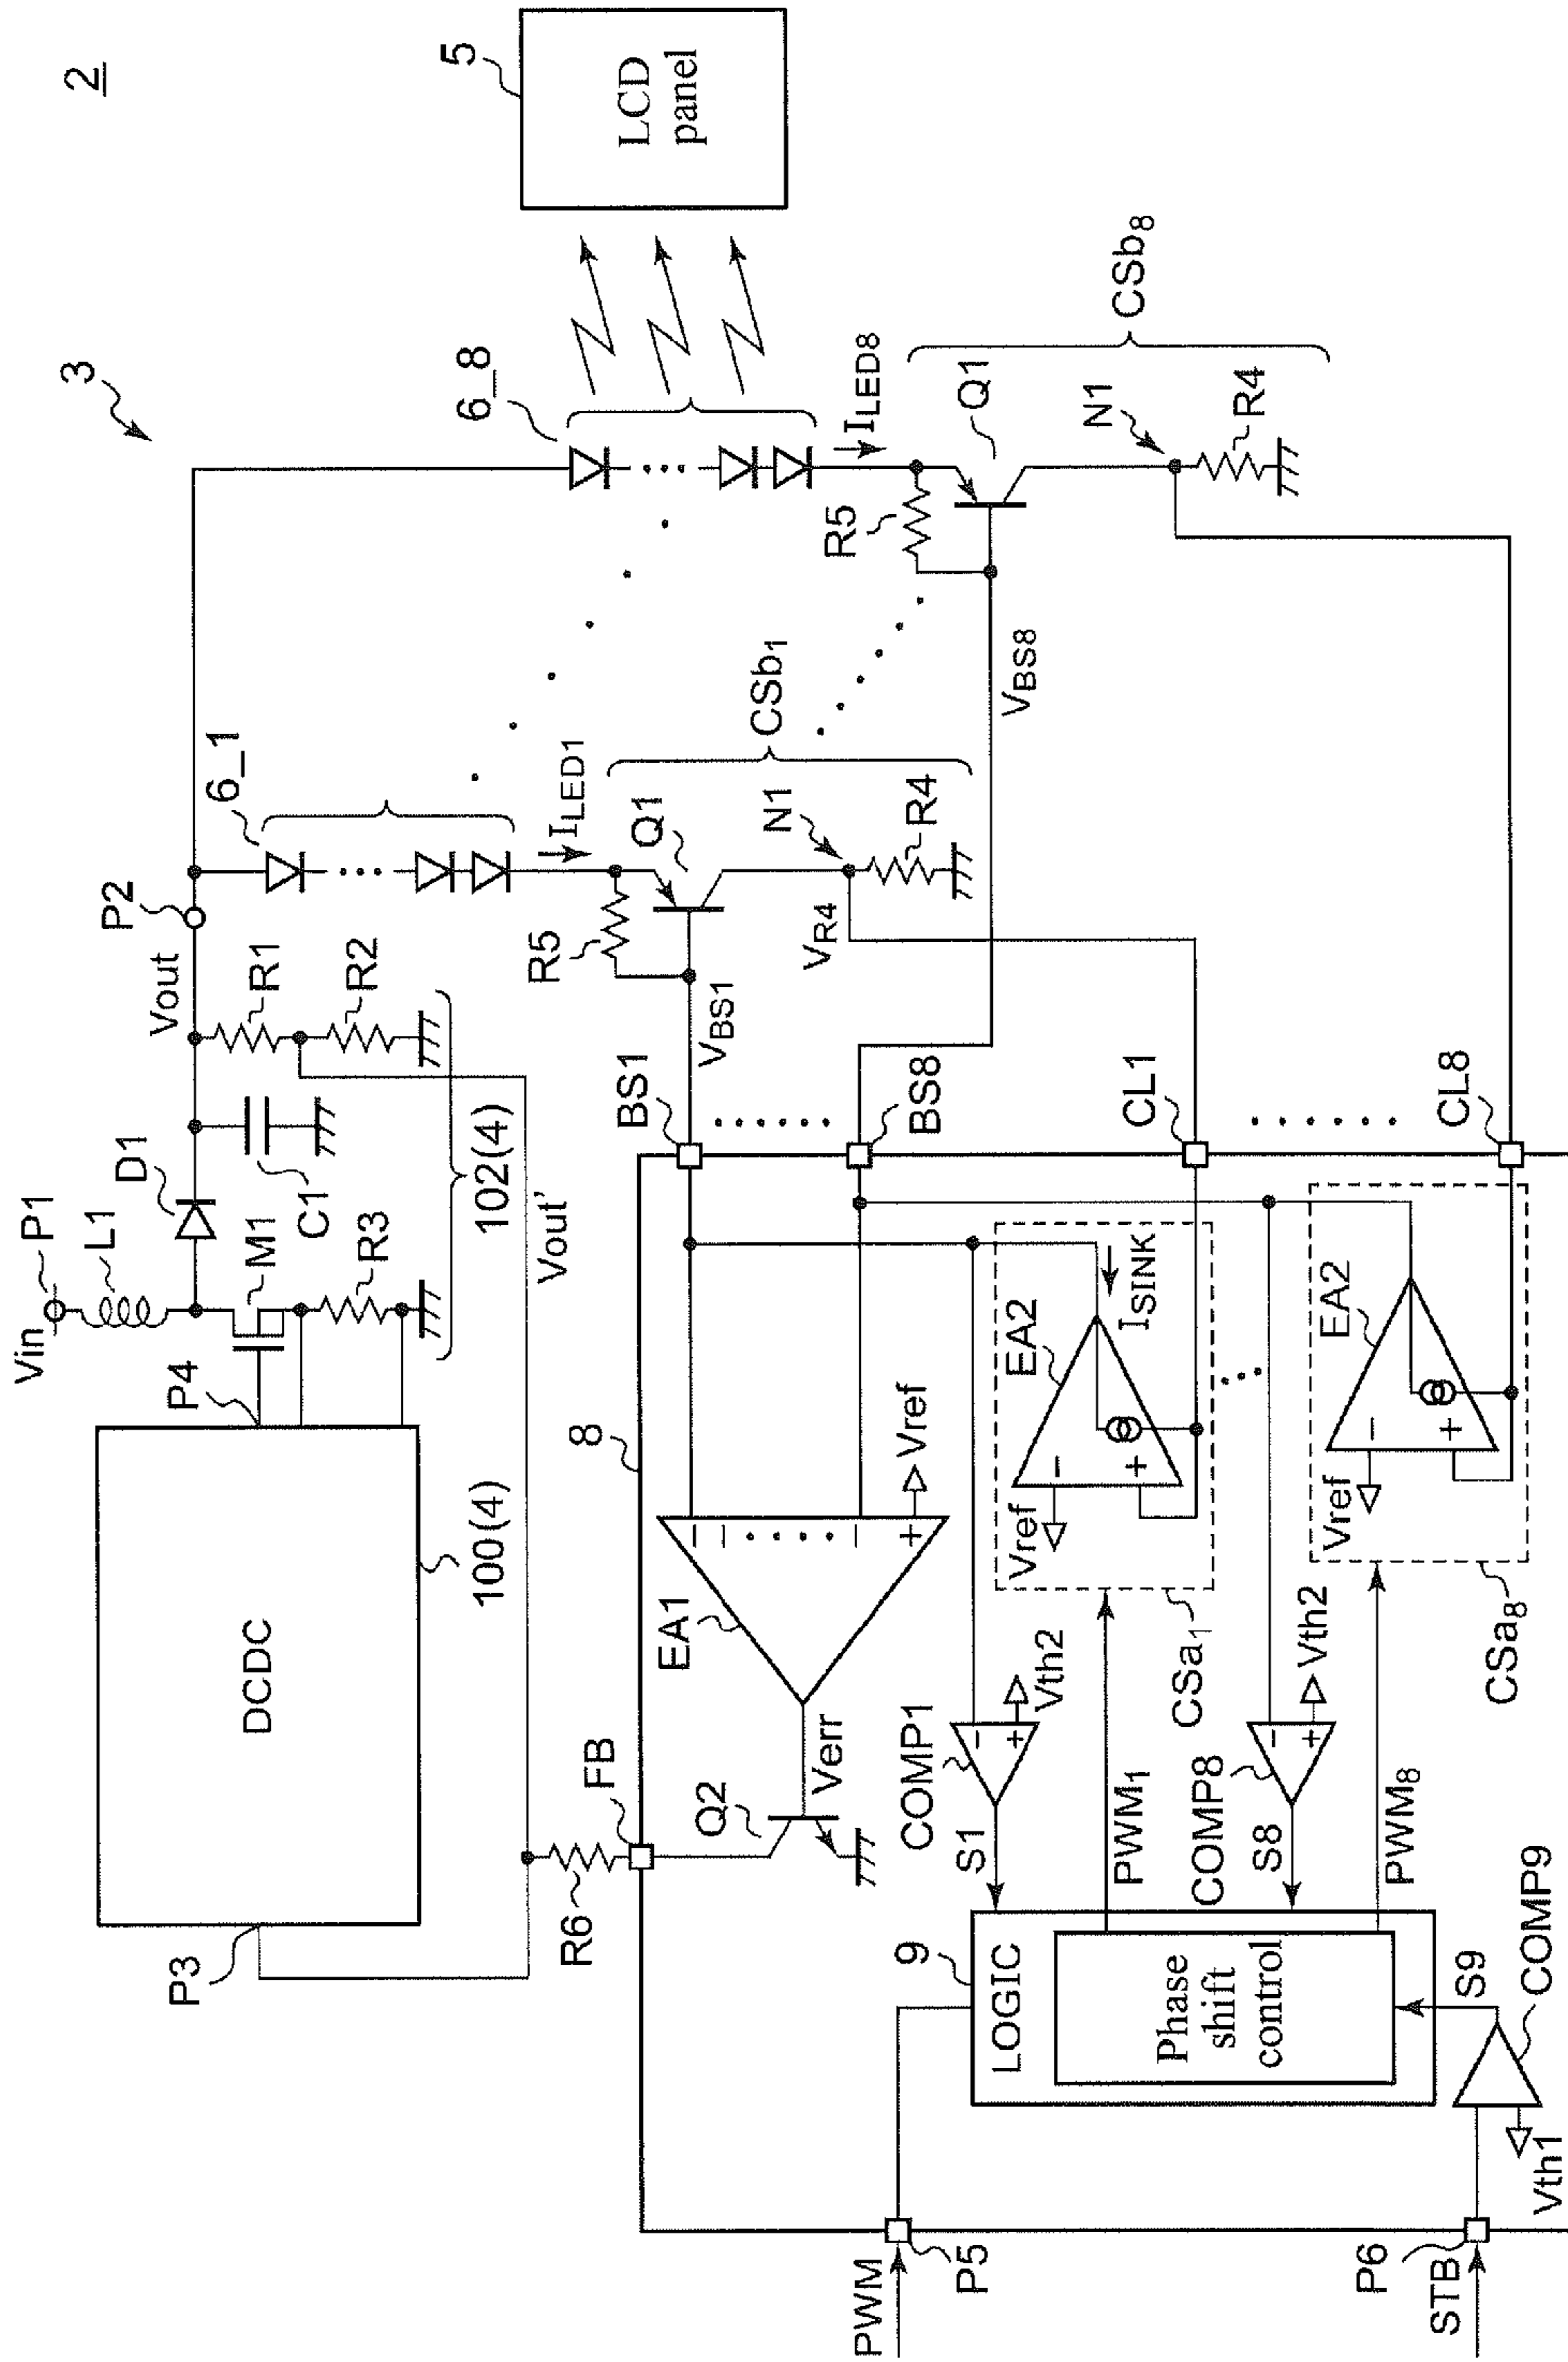 2
3
Vin
P1
L1
D1
M1
C1
R3
P4
DCDC
100(4)
P3
Vout
P2
R1
R2
102(4)
Vout'
R6
FB
6_1
I_LED1
R5
Q1
CSb₁
N1
R4
V_BS1
V_R4
6_8
I_LED8
R5
Q1
CSb₈
N1
R4
V_BS8
5
LCD
panel
8
BS1
BS8
CL1
CL8
EA1
− − −
+
Vref
Verr
Q2
EA2
I_SINK
Vref
−
+
CSa₁
EA2
Vref
−
+
CSa₈
COMP1
−
+
Vth2
S1
PWM₁
COMP8
−
+
Vth2
S8
PWM₈
9
LOGIC
Phase
shift
control
S9
COMP9
Vth1
PWM
P5
STB
P6